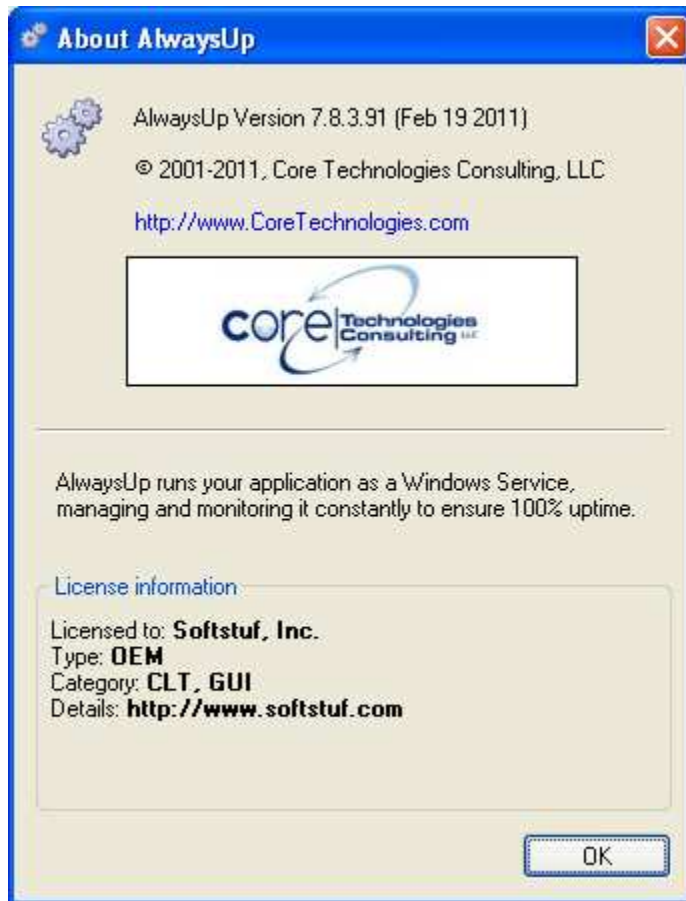 About AlwaysUp
AlwaysUp Version 7.8.3.91 (Feb 19 2011)
© 2001-2011, Core Technologies Consulting, LLC
http://www.CoreTechnologies.com
core Technologies
Consulting LLC
AlwaysUp runs your application as a Windows Service,
managing and monitoring it constantly to ensure 100% uptime.
License information
Licensed to: Softstuf, Inc.
Type: OEM
Category: CLT, GUI
Details: http://www.softstuf.com
OK